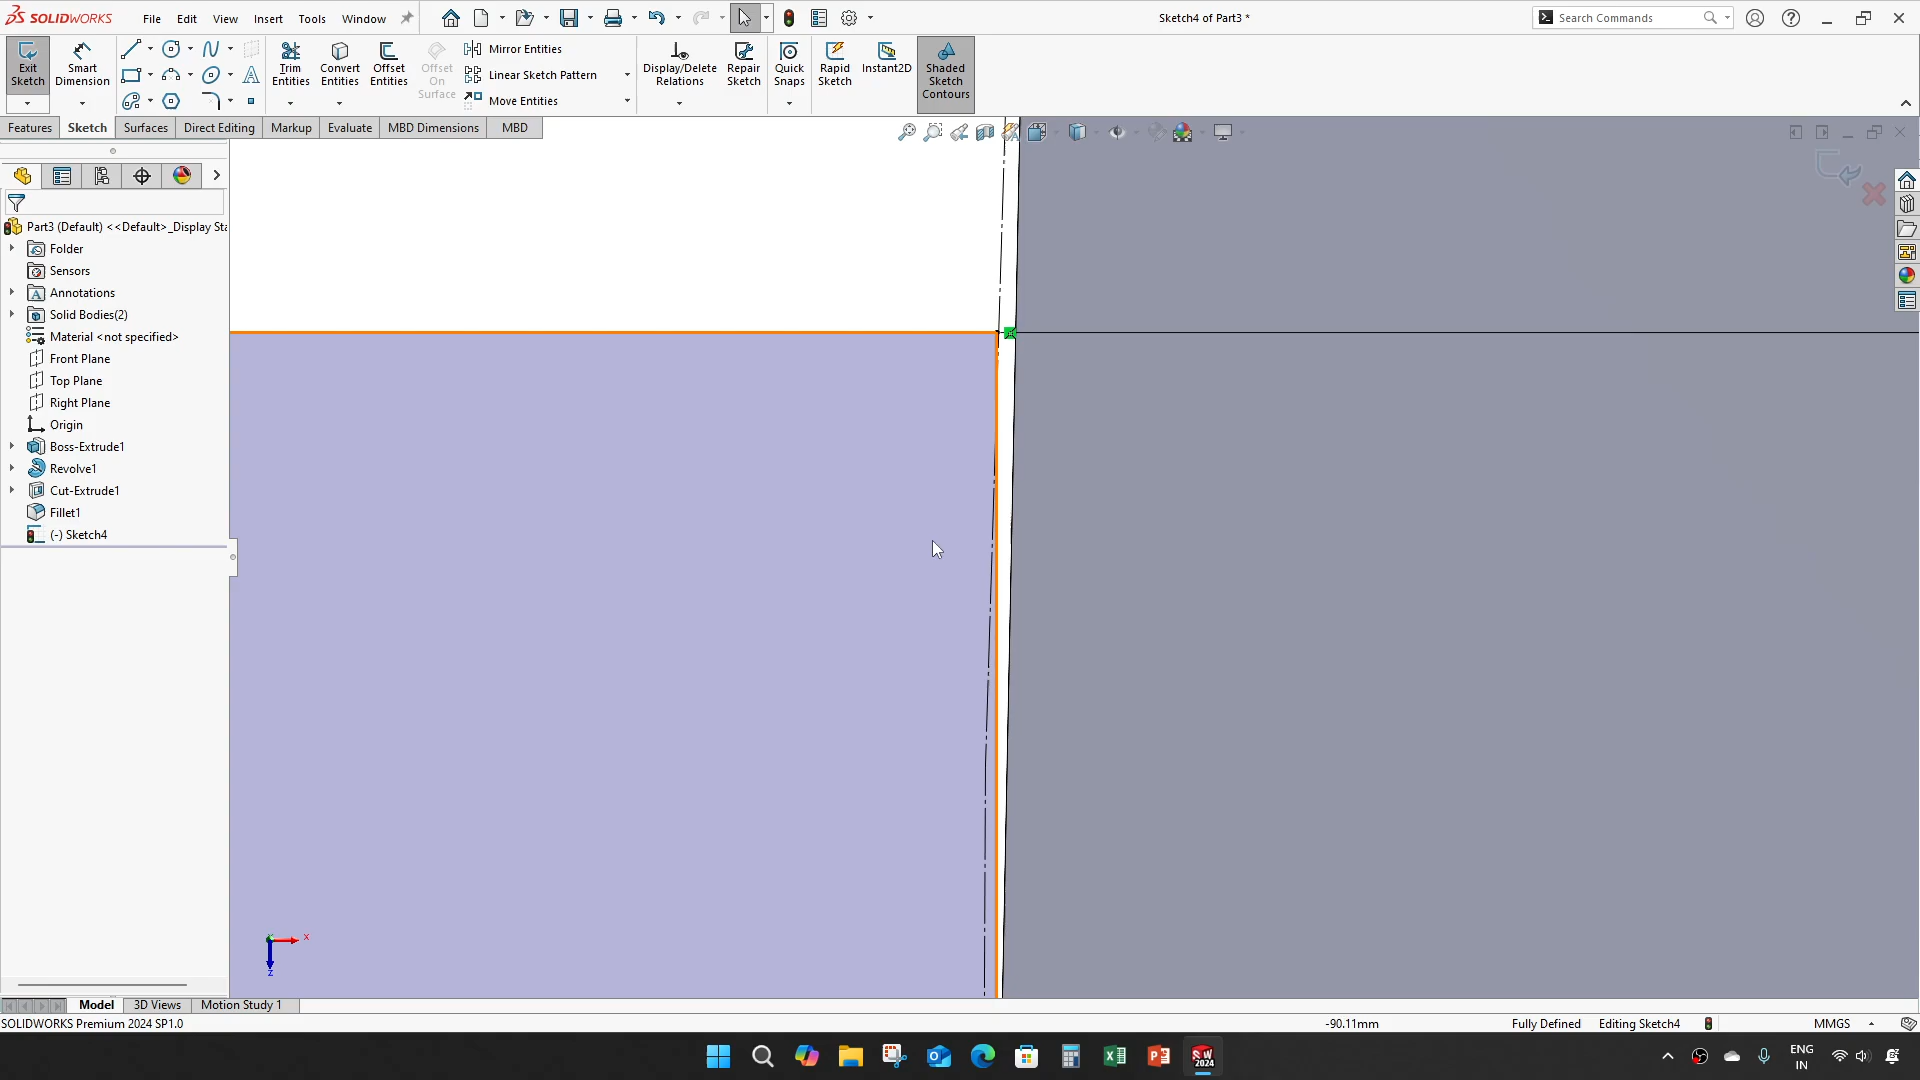 SOLIDWORKS File Edit View Insert Tools Window Sketch4 of Part3 * Search Commands
Exit Sketch
Smart Dimension
Trim Entities
Convert Entities
Offset Entities
Offset On Surface
Mirror Entities
Linear Sketch Pattern
Move Entities
Display/Delete Relations
Repair Sketch
Quick Snaps
Rapid Sketch
Instant2D
Shaded Sketch Contours
Features Sketch Surfaces Direct Editing Markup Evaluate MBD Dimensions MBD
Part3 (Default) <<Default>_Display Sta
Folder
Sensors
Annotations
Solid Bodies(2)
Material <not specified>
Front Plane
Top Plane
Right Plane
Origin
Boss-Extrude1
Revolve1
Cut-Extrude1
Fillet1
(-) Sketch4
X
Z
Model 3D Views Motion Study 1
SOLIDWORKS Premium 2024 SP1.0 -90.11mm Fully Defined Editing Sketch4 MMGS
SW 2024
ENG
IN